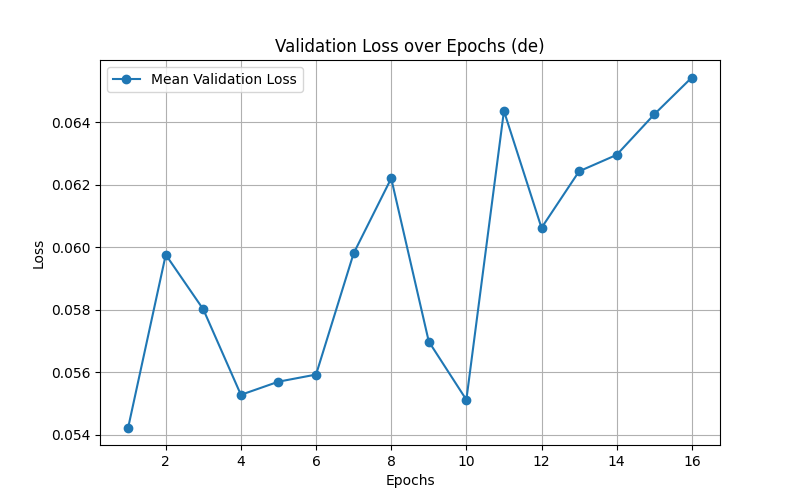 Validation Loss over Epochs (de)
Mean Validation Loss
0.064
0.062
0.060
0.058
0.056
0.054
Loss
2 4 6 8 10 12 14 16
Epochs